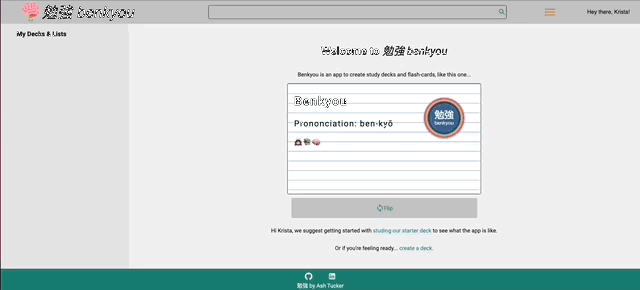 勉強 benkyou
Hey there, Krista!
My Decks & Lists
Welcome to 勉強 benkyou
Benkyou is an app to create study decks and flash-cards, like this one...
Benkyou
勉強
benkyou
Prononciation: ben-kyō
Flip
Hi Krista, we suggest getting started with studing our starter deck to see what the app is like.
Or if you're feeling ready... create a deck.
勉強 by Ash Tucker